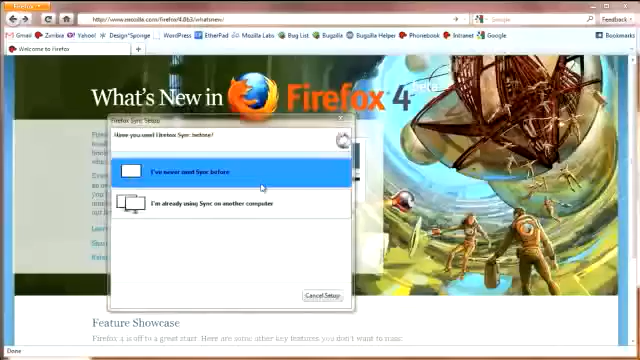 Firefox
http://www.mozilla.com/en-US/firefox/4.0b3/whatsnew/
Google
Feedback
Gmail Zimbra Yahoo! Design*Sponge WordPress EtherPad Mozilla Labs Bug List Bugzilla Bugzilla Helper Phonebook Intranet Google
Bookmarks
Welcome to Firefox
What's New in Firefox 4 beta
Firefox Sync Setup
Have you used Firefox Sync before?
I've never used Sync before
I'm already using Sync on another computer
Cancel Setup
Feature Showcase
Firefox 4 is off to a great start. Here are some other key features you don't want to miss:
Done